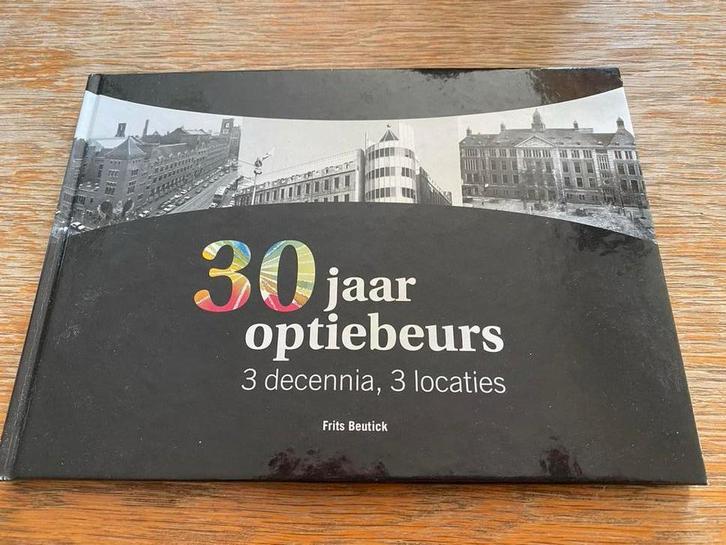 30 jaar
optiebeurs
3 decennia, 3 locaties
Frits Beutick